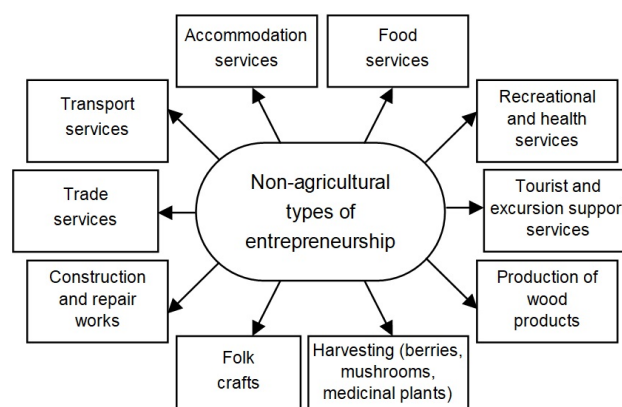 Accommodation
services
Food
services
Transport
services
Recreational
and health
services
Non-agricultural
types of
entrepreneurship
Trade
services
Tourist and
excursion support
services
Construction
and repair
works
Production of
wood
products
Folk
crafts
Harvesting (berries,
mushrooms,
medicinal plants)